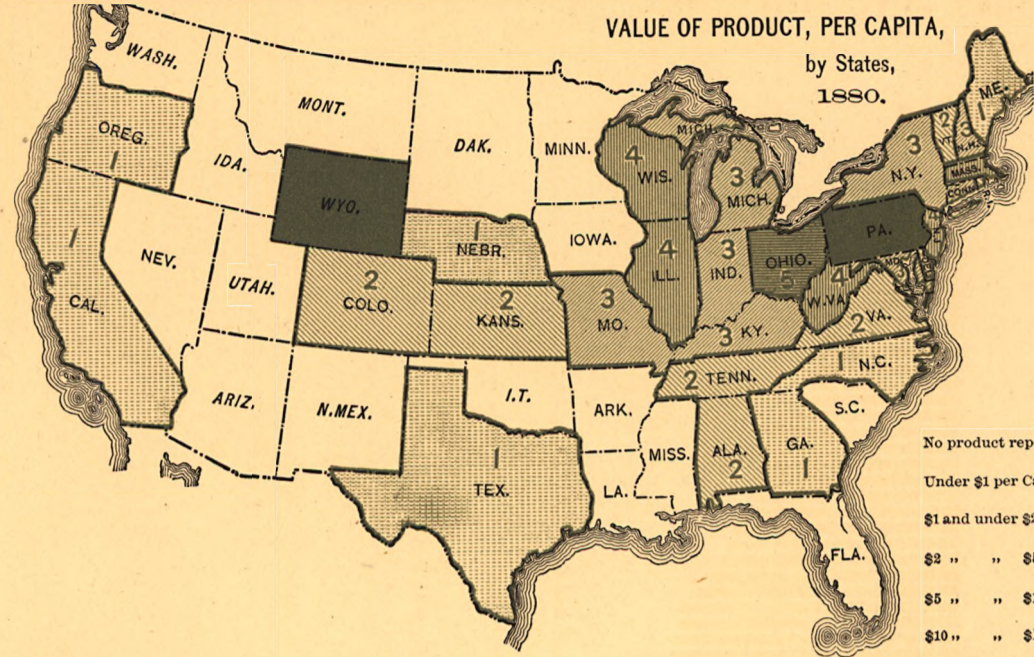 VALUE OF PRODUCT, PER CAPITA,
by States,
1880.
WASH.
MONT.
DAK.
MINN.
MICH.
ME.
1
2
VT.
3
N.H.
OREG.
1
IDA.
WYO.
4
WIS.
3
MICH.
3
N.Y.
MASS.
CONN.
1
NEBR.
IOWA.
PA.
1
CAL.
NEV.
UTAH.
2
COLO.
2
KANS.
3
MO.
4
ILL.
3
IND.
OHIO.
5
4
W.VA.
2
VA.
3
KY.
ARIZ.
N.MEX.
I.T.
ARK.
2
TENN.
1
N.C.
S.C.
1
TEX.
LA.
MISS.
ALA.
2
GA.
1
FLA.
No product rep
Under $1 per Ca
$1 and under $
$2 „ „ $
$5 „ „ $
$10 „ „ $